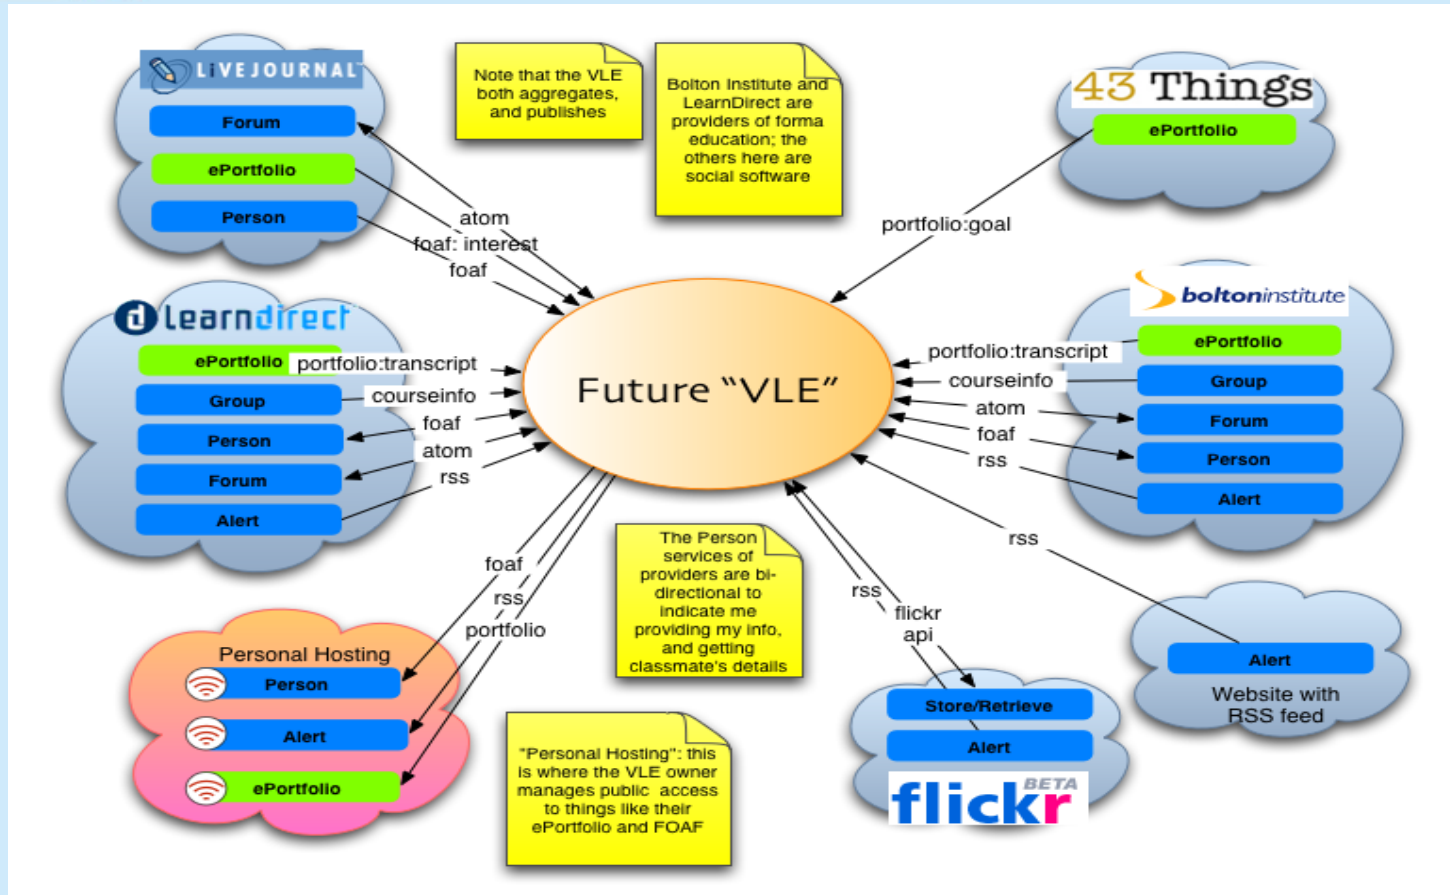 LiVEJOURNAL
Forum
ePortfolio
Person
Note that the VLE
both aggregates,
and publishes
Bolton Institute and
LearnDirect are
providers of forma
education; the
others here are
social software
43 Things
ePortfolio
atom
foaf: interest
foaf
portfolio:goal
learndirect
ePortfolio
Group
Person
Forum
Alert
portfolio:transcript
courseinfo
foaf
atom
rss
Future “VLE”
boltoninstitute
ePortfolio
Group
Forum
Person
Alert
portfolio:transcript
courseinfo
atom
foaf
rss
foaf
rss
portfolio
Personal Hosting
Person
Alert
ePortfolio
The Person
services of
providers are bi-
directional to
indicate me
providing my info,
and getting
classmate's details
rss
flickr
api
rss
Alert
Website with
RSS feed
Store/Retrieve
Alert
BETA
flickr
"Personal Hosting": this
is where the VLE owner
manages public access
to things like their
ePortfolio and FOAF